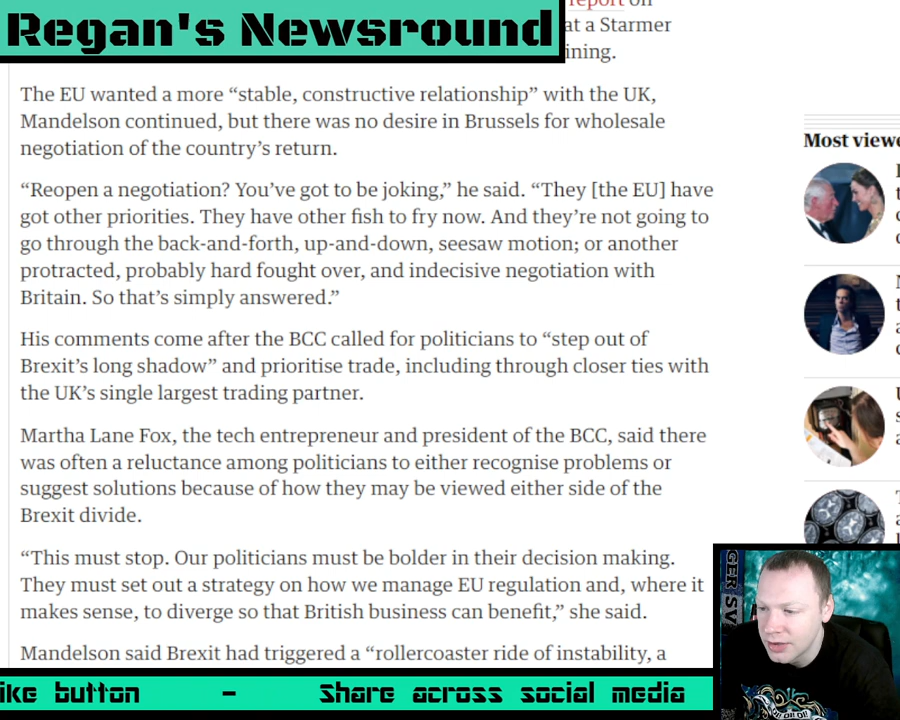 Regan's Newsround
report on
at a Starmer
ining.
The EU wanted a more “stable, constructive relationship” with the UK,
Mandelson continued, but there was no desire in Brussels for wholesale
negotiation of the country’s return.
“Reopen a negotiation? You’ve got to be joking,” he said. “They [the EU] have
got other priorities. They have other fish to fry now. And they’re not going to
go through the back-and-forth, up-and-down, seesaw motion; or another
protracted, probably hard fought over, and indecisive negotiation with
Britain. So that’s simply answered.”
His comments come after the BCC called for politicians to “step out of
Brexit’s long shadow” and prioritise trade, including through closer ties with
the UK’s single largest trading partner.
Martha Lane Fox, the tech entrepreneur and president of the BCC, said there
was often a reluctance among politicians to either recognise problems or
suggest solutions because of how they may be viewed either side of the
Brexit divide.
“This must stop. Our politicians must be bolder in their decision making.
They must set out a strategy on how we manage EU regulation and, where it
makes sense, to diverge so that British business can benefit,” she said.
Mandelson said Brexit had triggered a “rollercoaster ride of instability, a
Most viewe
ike button - Share across social media